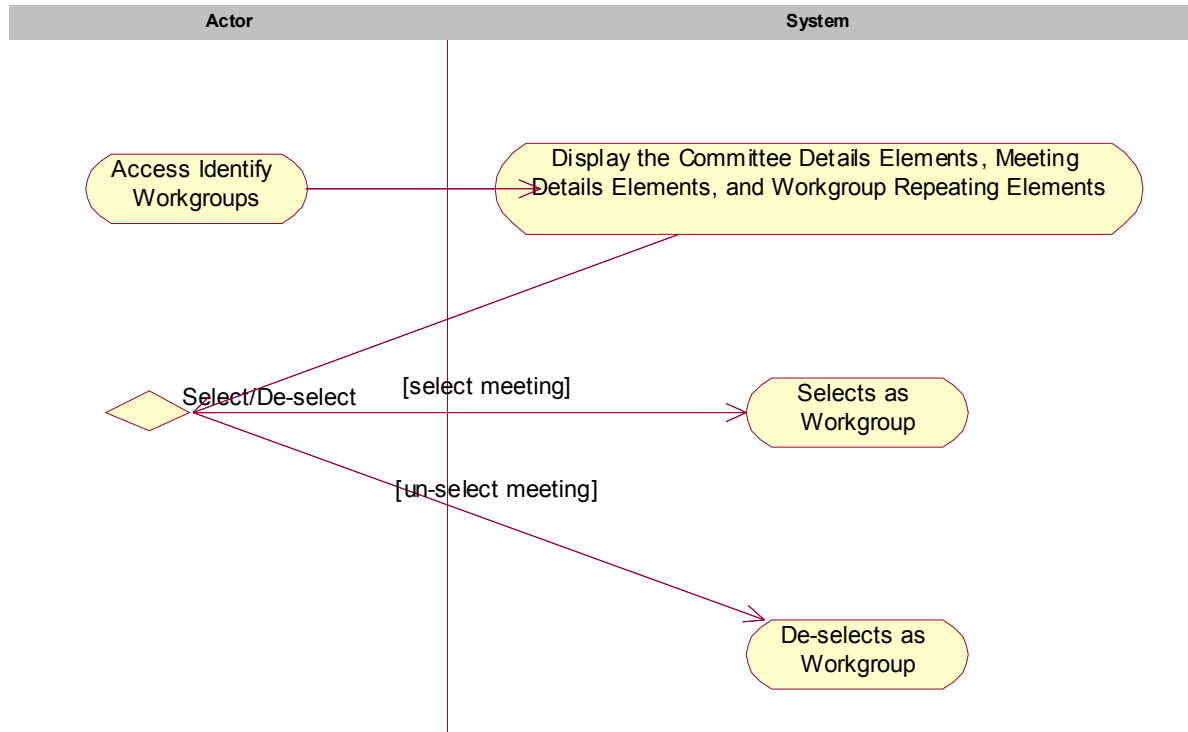 Actor
System
Access Identify
Workgroups
Display the Committee Details Elements, Meeting
Details Elements, and Workgroup Repeating Elements
Select/De-select
[select meeting]
Selects as
Workgroup
[un-select meeting]
De-selects as
Workgroup